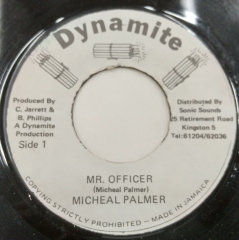 Dynamite
Produced By
C. Jarrett &
B. Phillips
A Dynamite
Production
Side 1
Distributed By
Sonic Sounds
25 Retirement Road
Kingston 5
Tel:61204/62036
MR. OFFICER
(Micheal Palmer)
MICHEAL PALMER
COPYING STRICTLY PROHIBITED – MADE IN JAMAICA